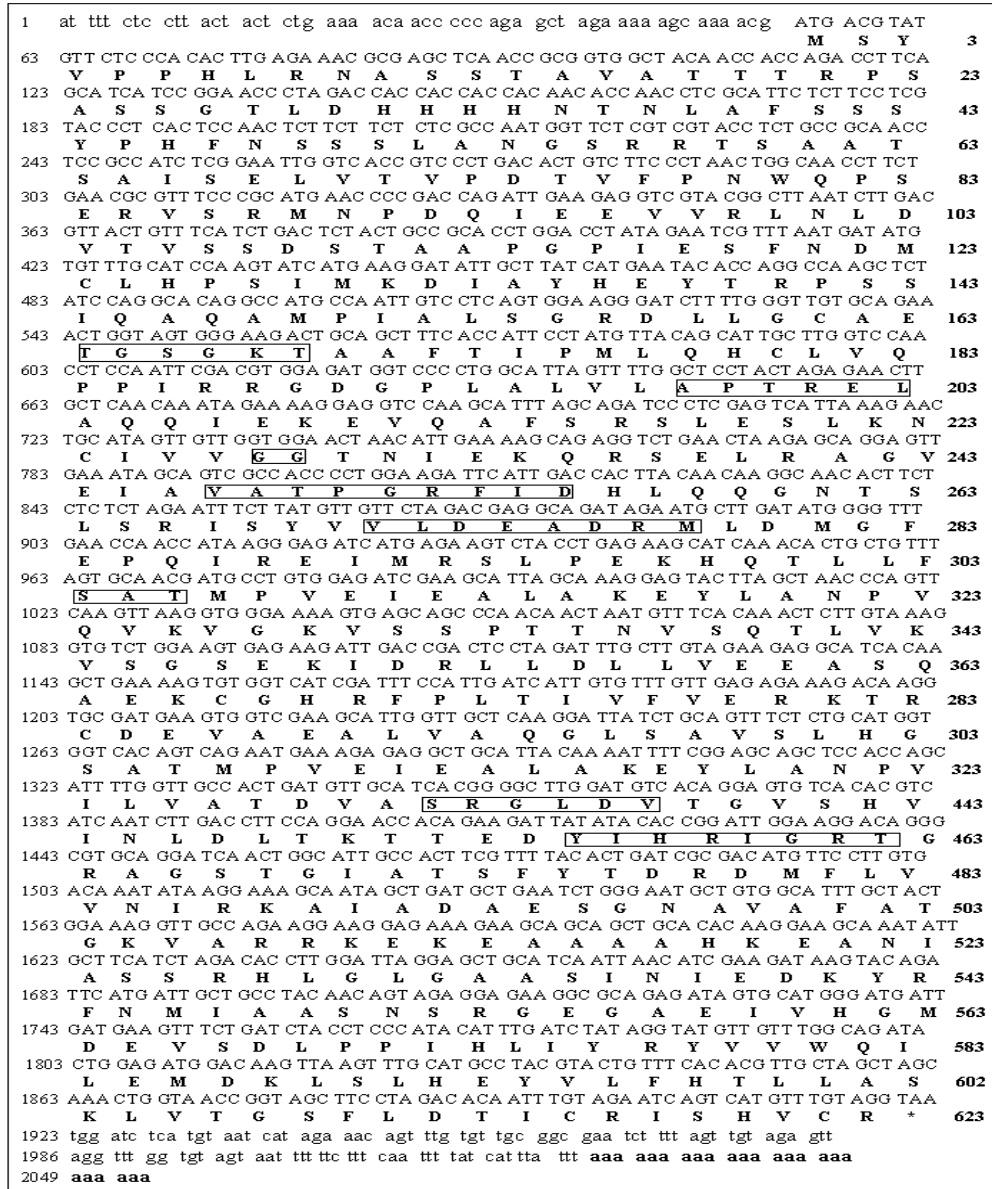 1 at ttt ctc ctt act act ctg aaa aca acc ccc aga gct aga aaa agc aaa acg ATG ACG TAT
M S Y 3
63 GTT CTC CCA CAC TTG AGA AAC GCG AGC TCA ACC GCG GTG GCT ACA ACC ACC AGA CCT TCA
V P P H L R N A S S T A V A T T T R P S 23
123 GCA TCA TCC GGA ACC CTA GAC CAC CAC CAC CAC AAC ACC AAC CTC GCA TTC TCT TCC TCG
A S S G T L D H H H H N T N L A F S S S 43
183 TAC CCT CAC TCC AAC TCT TCT TCT CTC GCC AAT GGT TCT CGT CGT ACC TCT GCC GCA ACC
Y P H F N S S S L A N G S R R T S A A T 63
243 TCC GCC ATC TCG GAA TTG GTC ACC GTC CCT GAC ACT GTC TTC CCT AAC TGG CAA CCT TCT
S A I S E L V T V P D T V F P N W Q P S 83
303 GAA CGC GTT TCC CGC ATG AAC CCC GAC CAG ATT GAA GAG GTC GTA CGG CTT AAT CTT GAC
E R V S R M N P D Q I E E V V R L N L D 103
363 GTT ACT GTT TCA TCT GAC TCT ACT GCC GCA CCT GGA CCT ATA GAA TCG TTT AAT GAT ATG
V T V S S D S T A A P G P I E S F N D M 123
423 TGT TTG CAT CCA AGT ATC ATG AAG GAT ATT GCT TAT CAT GAA TAC ACC AGG CCA AGC TCT
C L H P S I M K D I A Y H E Y T R P S S 143
483 ATC CAG GCA CAG GCC ATG CCA ATT GTC CTC AGT GGA AGG GAT CTT TTG GGT TGT GCA GAA
I Q A Q A M P I A L S G R D L L G C A E 163
543 ACT GGT AGT GGG AAG ACT GCA GCT TTC ACC ATT CCT ATG TTA CAG CAT TGC TTG GTC CAA
T G S G K T A A F T I P M L Q H C L V Q 183
603 CCT CCA ATT CGA CGT GGA GAT GGT CCC CTG GCA TTA GTT TTG GCT CCT ACT AGA GAA CTT
P P I R R G D G P L A L V L A P T R E L 203
663 GCT CAA CAA ATA GAA AAG GAG GTC CAA GCA TTT AGC AGA TCC CTC GAG TCA TTA AAG AAC
A Q Q I E K E V Q A F S R S L E S L K N 223
723 TGC ATA GTT GTT GGT GGA ACT AAC ATT GAA AAG CAG AGG TCT GAA CTA AGA GCA GGA GTT
C I V V G G T N I E K Q R S E L R A G V 243
783 GAA ATA GCA GTC GCC ACC CCT GGA AGA TTC ATT GAC CAC TTA CAA CAA GGC AAC ACT TCT
E I A V A T P G R F I D H L Q Q G N T S 263
843 CTC TCT AGA ATT TCT TAT GTT GTT CTA GAC GAG GCA GAT AGA ATG CTT GAT ATG GGG TTT
L S R I S Y V V L D E A D R M L D M G F 283
903 GAA CCA ACC ATA AGG GAG ATC ATG AGA AGT CTA CCT GAG AAG CAT CAA ACA CTG CTG TTT
E P Q I R E I M R S L P E K H Q T L L F 303
963 AGT GCA ACG ATG CCT GTG GAG ATC GAA GCA TTA GCA AAG GAG TAC TTA GCT AAC CCA GTT
S A T M P V E I E A L A K E Y L A N P V 323
1023 CAA GTT AAG GTG GGA AAA GTG AGC AGC CCA ACA ACT AAT GTT TCA CAA ACT CTT GTA AAG
Q V K V G K V S S P T T N V S Q T L V K 343
1083 GTG TCT GGA AGT GAG AAG ATT GAC CGA CTC CTA GAT TTG CTT GTA GAA GAG GCA TCA CAA
V S G S E K I D R L L D L L V E E A S Q 363
1143 GCT GAA AAG TGT GGT CAT CGA TTT CCA TTG ATC ATT GTG TTT GTT GAG AGA AAG ACA AGG
A E K C G H R F P L T I V F V E R K T R 283
1203 TGC GAT GAA GTG GTC GAA GCA TTG GTT GCT CAA GGA TTA TCT GCA GTT TCT CTG CAT GGT
C D E V A E A L V A Q G L S A V S L H G 303
1263 GGT CAC AGT CAG AAT GAA AGA GAG GCT GCA TTA CAA AAT TTT CGG AGC AGC TCC ACC AGC
S A T M P V E I E A L A K E Y L A N P V 323
1323 ATT TTG GTT GCC ACT GAT GTT GCA TCA CGG GGC TTG GAT GTC ACA GGA GTG TCA CAC GTC
I L V A T D V A S R G L D V T G V S H V 443
1383 ATC AAT CTT GAC CTT CCA GGA ACC ACA GAA GAT TAT ATA CAC CGG ATT GGA AGG ACA GGG
I N L D L T K T T E D Y I H R I G R T G 463
1443 CGT GCA GGA TCA ACT GGC ATT GCC ACT TCG TTT TAC ACT GAT CGC GAC ATG TTC CTT GTG
R A G S T G I A T S F Y T D R D M F L V 483
1503 ACA AAT ATA AGG AAA GCA ATA GCT GAT GCT GAA TCT GGG AAT GCT GTG GCA TTT GCT ACT
V N I R K A I A D A E S G N A V A F A T 503
1563 GGA AAG GTT GCC AGA AGG AAG GAG AAA GAA GCA GCA GCT GCA CAC AAG GAA GCA AAT ATT
G K V A R R K E K E A A A A H K E A N I 523
1623 GCT TCA TCT AGA CAC CTT GGA TTA GGA GCT GCA TCA ATT AAC ATC GAA GAT AAG TAC AGA
A S S R H L G L G A A S I N I E D K Y R 543
1683 TTC ATG ATT GCT GCC TAC AAC AGT AGA GGA GAA GGC GCA GAG ATA GTG CAT GGG ATG ATT
F N M I A A S N S R G E G A E I V H G M 563
1743 GAT GAA GTT TCT GAT CTA CCT CCC ATA CAT TTG ATC TAT AGG TAT GTT GTT TGG CAG ATA
D E V S D L P P I H L I Y R Y V V W Q I 583
1803 CTG GAG ATG GAC AAG TTA AGT TTG CAT GCC TAC GTA CTG TTT CAC ACG TTG CTA GCT AGC
L E M D K L S L H E Y V L F H T L L A S 602
1863 AAA CTG GTA ACC GGT AGC TTC CTA GAC ACA ATT TGT AGA ATC AGT CAT GTT TGT AGG TAA
K L V T G S F L D T I C R I S H V C R * 623
1923 tgg atc tca tgt aat cat aga aac agt ttg tgt tgc ggc gaa tct ttt agt tgt aga gtt
1986 agg ttt gg tgt agt aat ttt ttc ttt caa ttt tat cat tta ttt aaa aaa aaa aaa aaa aaa
2049 aaa aaa